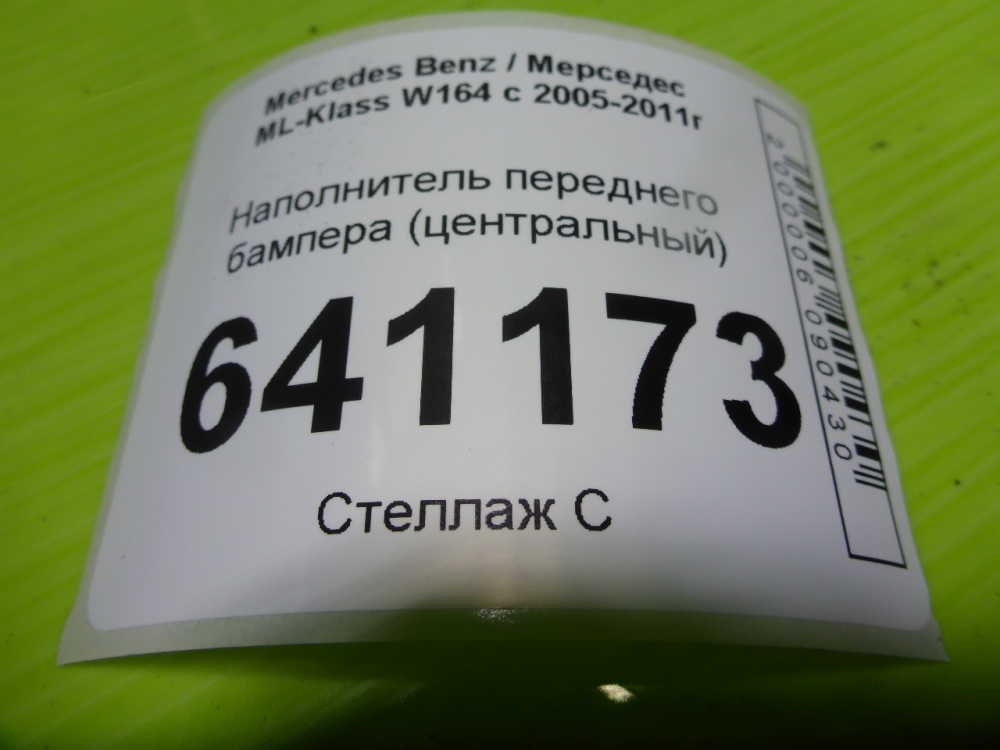 Mercedes Benz / Мерседес
ML-Klass W164 с 2005-2011г
Наполнитель переднего
бампера (центральный)
641173
Стеллаж С
2000006090430